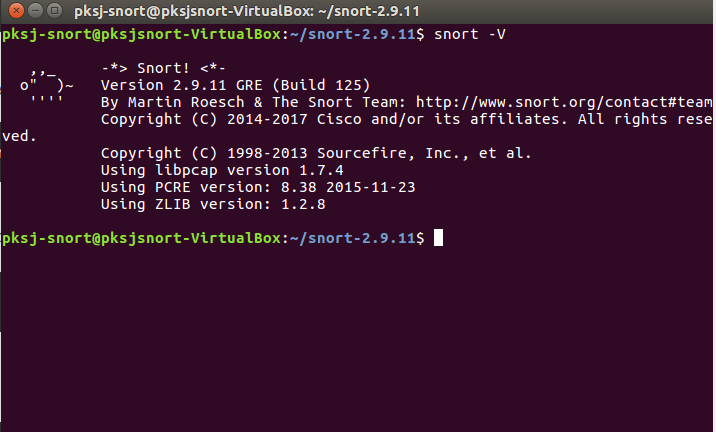 pksj-snort@pksjsnort-VirtualBox: ~/snort-2.9.11
pksj-snort@pksjsnort-VirtualBox:~/snort-2.9.11$ snort -V
   ,,_     -*> Snort! <*-
  o"  )~   Version 2.9.11 GRE (Build 125)
   ''''    By Martin Roesch & The Snort Team: http://www.snort.org/contact#team
           Copyright (C) 2014-2017 Cisco and/or its affiliates. All rights rese
ved.
           Copyright (C) 1998-2013 Sourcefire, Inc., et al.
           Using libpcap version 1.7.4
           Using PCRE version: 8.38 2015-11-23
           Using ZLIB version: 1.2.8
pksj-snort@pksjsnort-VirtualBox:~/snort-2.9.11$